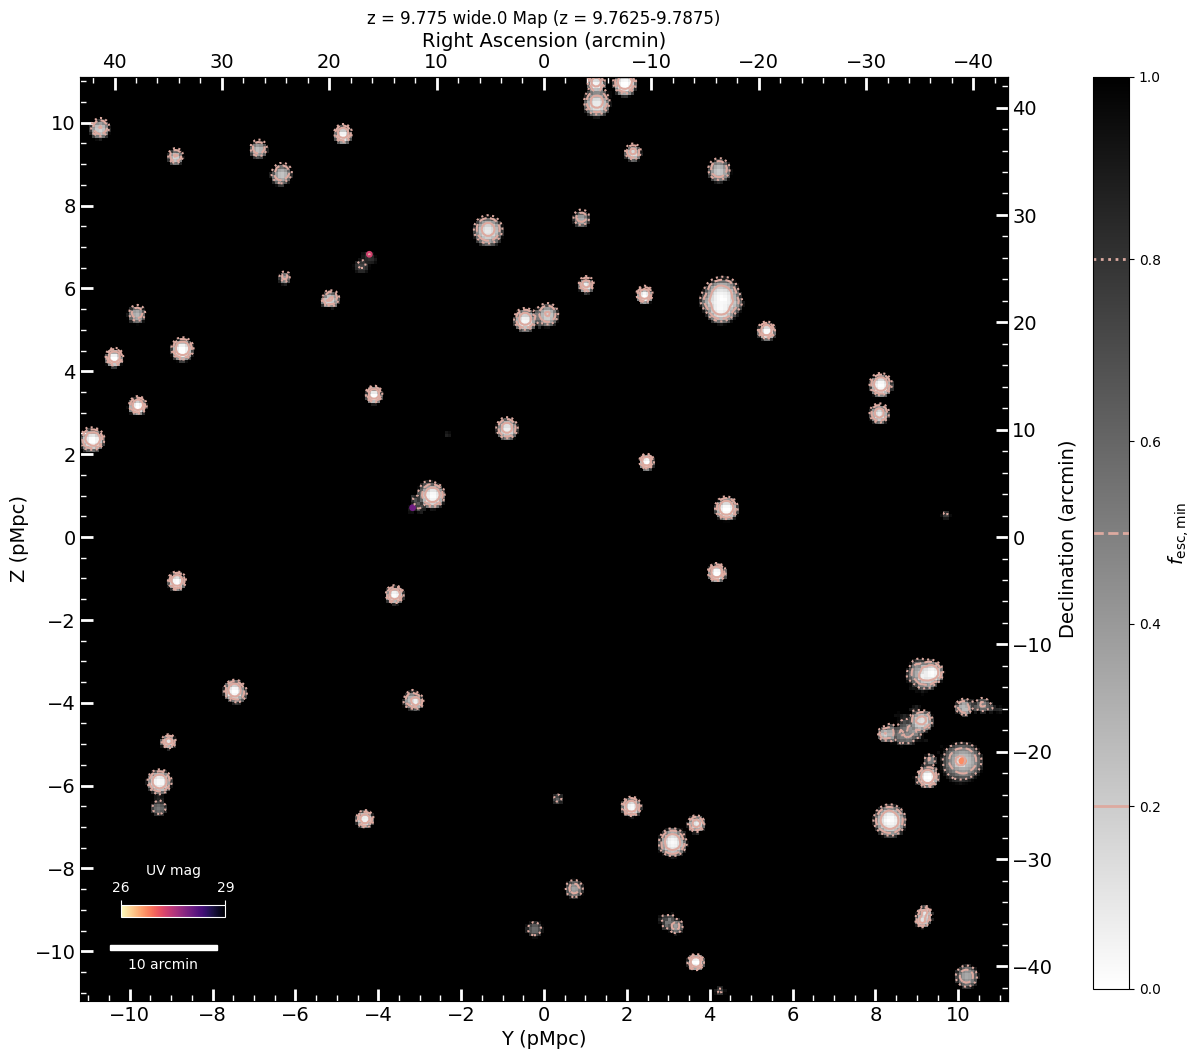 z = 9.775 wide.0 Map (z = 9.7625-9.7875)
Right Ascension (arcmin)
40 30 20 10 0 −10 −20 −30 −40
10
8
6
4
2
0
−2
−4
−6
−8
−10
Z (pMpc)
40
30
20
10
0
−10
−20
−30
−40
Declination (arcmin)
1.0
0.8
0.6
0.4
0.2
0.0
fesc,min
UV mag
26 29
10 arcmin
−10 −8 −6 −4 −2 0 2 4 6 8 10
Y (pMpc)